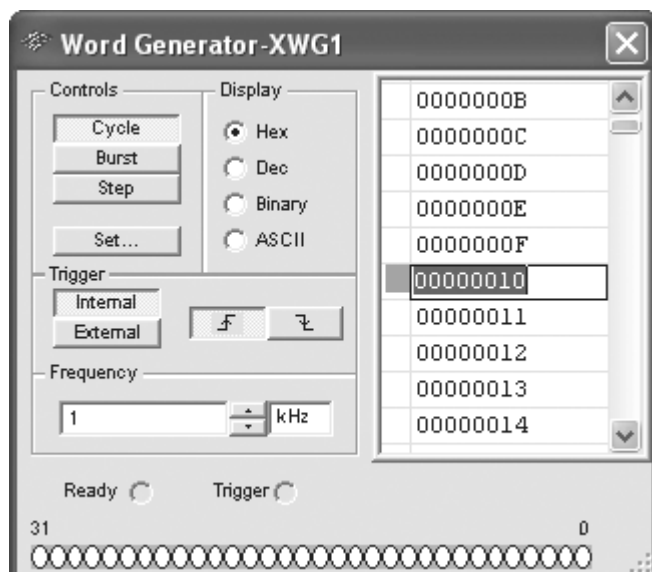 Word Generator-XWG1
Controls
Cycle
Burst
Step
Set...
Display
Hex
Dec
Binary
ASCII
Trigger
Internal
External
Frequency
1
kHz
0000000B
0000000C
0000000D
0000000E
0000000F
00000010
00000011
00000012
00000013
00000014
Ready
Trigger
31
0